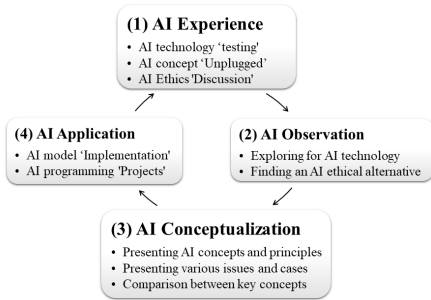 (1) AI Experience
• AI technology 'testing'
• AI concept ‘Unplugged’
• AI Ethics 'Discussion'
(2) AI Observation
• Exploring for AI technology
• Finding an AI ethical alternative
(3) AI Conceptualization
• Presenting AI concepts and principles
• Presenting various issues and cases
• Comparison between key concepts
(4) AI Application
• AI model ‘Implementation'
• AI programming 'Projects'